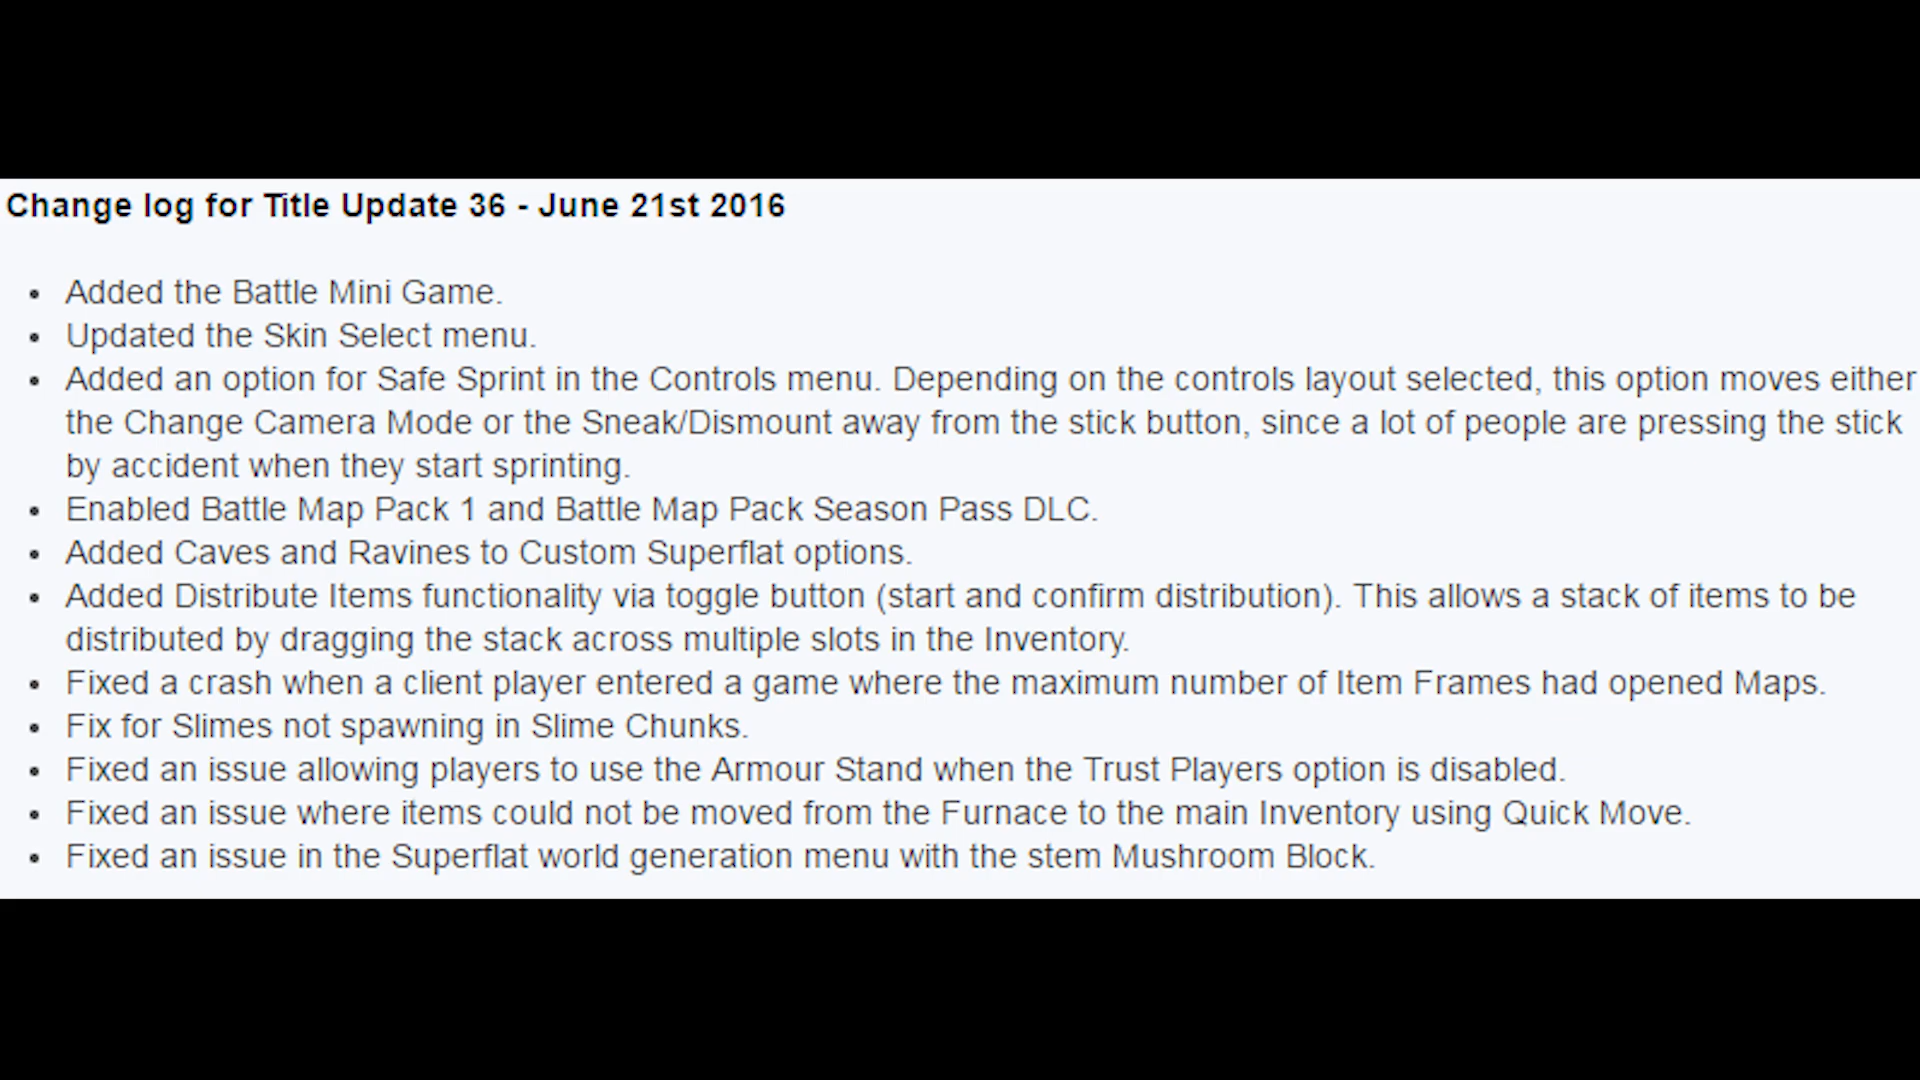 Change log for Title Update 36 - June 21st 2016
• Added the Battle Mini Game.
• Updated the Skin Select menu.
• Added an option for Safe Sprint in the Controls menu. Depending on the controls layout selected, this option moves either
the Change Camera Mode or the Sneak/Dismount away from the stick button, since a lot of people are pressing the stick
by accident when they start sprinting.
• Enabled Battle Map Pack 1 and Battle Map Pack Season Pass DLC.
• Added Caves and Ravines to Custom Superflat options.
• Added Distribute Items functionality via toggle button (start and confirm distribution). This allows a stack of items to be
distributed by dragging the stack across multiple slots in the Inventory.
• Fixed a crash when a client player entered a game where the maximum number of Item Frames had opened Maps.
• Fix for Slimes not spawning in Slime Chunks.
• Fixed an issue allowing players to use the Armour Stand when the Trust Players option is disabled.
• Fixed an issue where items could not be moved from the Furnace to the main Inventory using Quick Move.
• Fixed an issue in the Superflat world generation menu with the stem Mushroom Block.